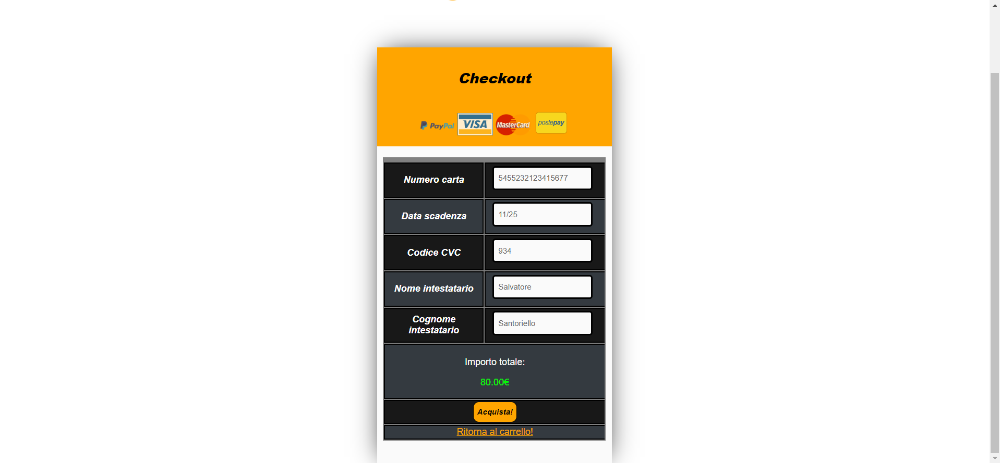 Checkout
PayPal VISA MasterCard postepay
Numero carta 5455232123415677
Data scadenza 11/25
Codice CVC 934
Nome intestatario Salvatore
Cognome
intestatario Santoriello
Importo totale:
80.00€
Acquista!
Ritorna al carrello!